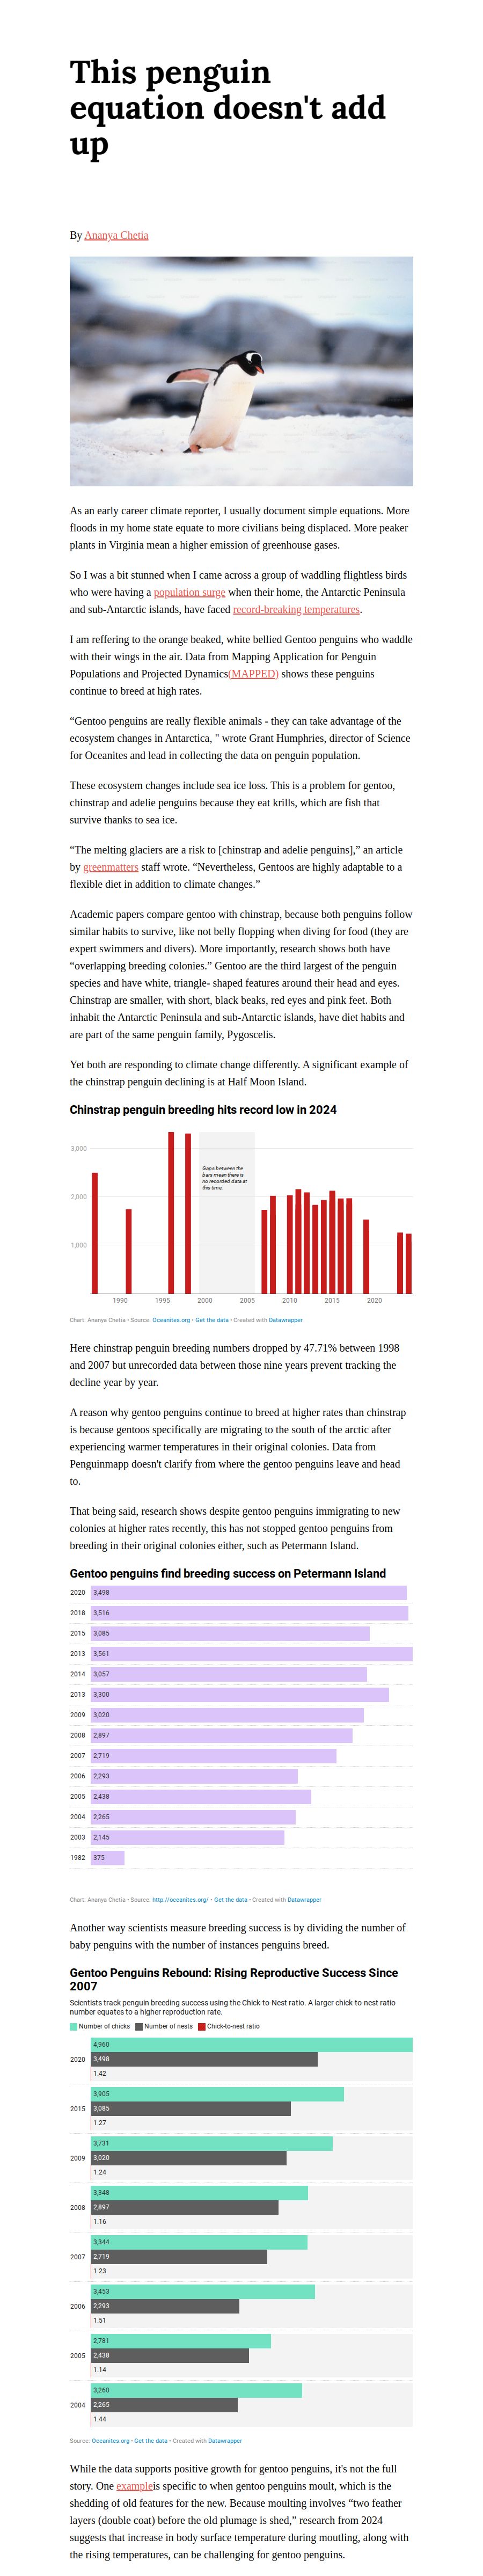 This penguin
equation doesn't add
up
By Ananya Chetia
As an early career climate reporter, I usually document simple equations. More
floods in my home state equate to more civilians being displaced. More peaker
plants in Virginia mean a higher emission of greenhouse gases.
So I was a bit stunned when I came across a group of waddling flightless birds
who were having a population surge when their home, the Antarctic Peninsula
and sub-Antarctic islands, have faced record-breaking temperatures.
I am reffering to the orange beaked, white bellied Gentoo penguins who waddle
with their wings in the air. Data from Mapping Application for Penguin
Populations and Projected Dynamics(MAPPED) shows these penguins
continue to breed at high rates.
“Gentoo penguins are really flexible animals - they can take advantage of the
ecosystem changes in Antarctica, " wrote Grant Humphries, director of Science
for Oceanites and lead in collecting the data on penguin population.
These ecosystem changes include sea ice loss. This is a problem for gentoo,
chinstrap and adelie penguins because they eat krills, which are fish that
survive thanks to sea ice.
“The melting glaciers are a risk to [chinstrap and adelie penguins],” an article
by greenmatters staff wrote. “Nevertheless, Gentoos are highly adaptable to a
flexible diet in addition to climate changes.”
Academic papers compare gentoo with chinstrap, because both penguins follow
similar habits to survive, like not belly flopping when diving for food (they are
expert swimmers and divers). More importantly, research shows both have
“overlapping breeding colonies.” Gentoo are the third largest of the penguin
species and have white, triangle- shaped features around their head and eyes.
Chinstrap are smaller, with short, black beaks, red eyes and pink feet. Both
inhabit the Antarctic Peninsula and sub-Antarctic islands, have diet habits and
are part of the same penguin family, Pygoscelis.
Yet both are responding to climate change differently. A significant example of
the chinstrap penguin declining is at Half Moon Island.
Chinstrap penguin breeding hits record low in 2024
3,000
2,000
1,000
Gaps between the
bars mean there is
no recorded data at
this time.
1990 1995 2000 2005 2010 2015 2020
Chart: Ananya Chetia • Source: Oceanites.org • Get the data • Created with Datawrapper
Here chinstrap penguin breeding numbers dropped by 47.71% between 1998
and 2007 but unrecorded data between those nine years prevent tracking the
decline year by year.
A reason why gentoo penguins continue to breed at higher rates than chinstrap
is because gentoos specifically are migrating to the south of the arctic after
experiencing warmer temperatures in their original colonies. Data from
Penguinmapp doesn't clarify from where the gentoo penguins leave and head
to.
That being said, research shows despite gentoo penguins immigrating to new
colonies at higher rates recently, this has not stopped gentoo penguins from
breeding in their original colonies either, such as Petermann Island.
Gentoo penguins find breeding success on Petermann Island
2020 3,498
2018 3,516
2015 3,085
2013 3,561
2014 3,057
2013 3,300
2009 3,020
2008 2,897
2007 2,719
2006 2,293
2005 2,438
2004 2,265
2003 2,145
1982 375
Chart: Ananya Chetia • Source: http://oceanites.org/ • Get the data • Created with Datawrapper
Another way scientists measure breeding success is by dividing the number of
baby penguins with the number of instances penguins breed.
Gentoo Penguins Rebound: Rising Reproductive Success Since
2007
Scientists track penguin breeding success using the Chick-to-Nest ratio. A larger chick-to-nest ratio
number equates to a higher reproduction rate.
Number of chicks Number of nests Chick-to-nest ratio
4,960
2020 3,498
1.42
3,905
2015 3,085
1.27
3,731
2009 3,020
1.24
3,348
2008 2,897
1.16
3,344
2007 2,719
1.23
3,453
2006 2,293
1.51
2,781
2005 2,438
1.14
3,260
2004 2,265
1.44
Source: Oceanites.org • Get the data • Created with Datawrapper
While the data supports positive growth for gentoo penguins, it's not the full
story. One exampleis specific to when gentoo penguins moult, which is the
shedding of old features for the new. Because moulting involves “two feather
layers (double coat) before the old plumage is shed,” research from 2024
suggests that increase in body surface temperature during moutling, along with
the rising temperatures, can be challenging for gentoo penguins.